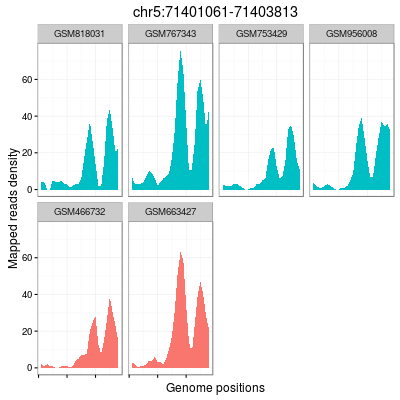 chr5:71401061-71403813
GSM818031 GSM767343 GSM753429 GSM956008
60
40
20
0
Mapped reads density
GSM466732 GSM663427
60
40
20
0
Genome positions